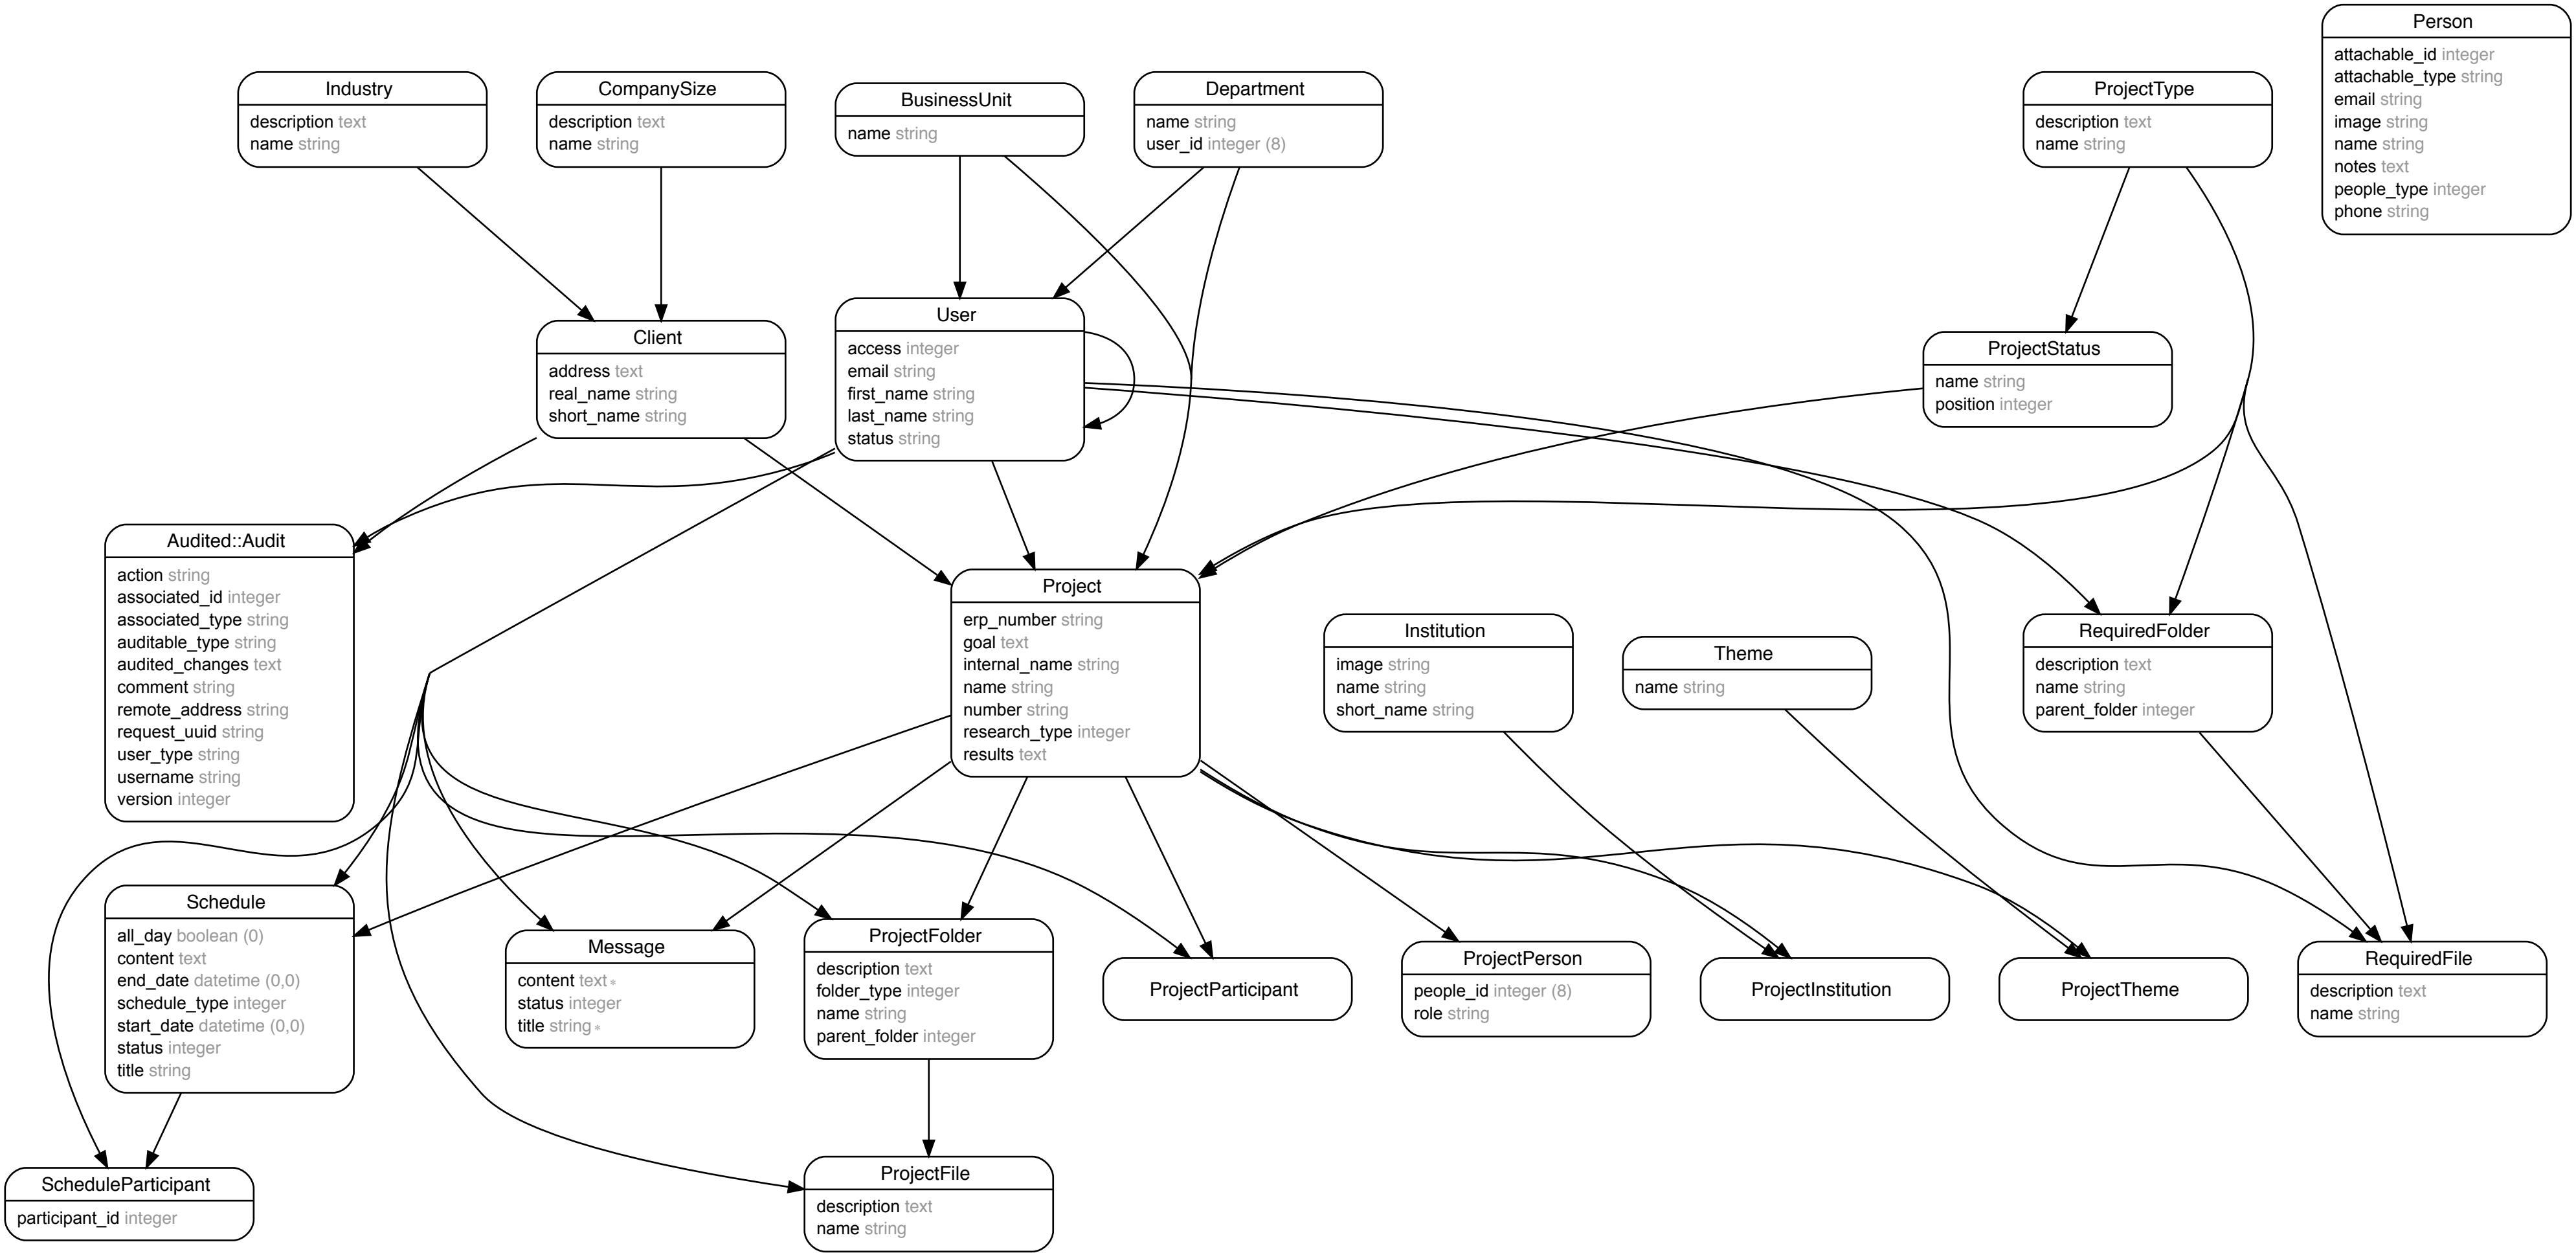 Person
attachable_id integer
attachable_type string
email string
image string
name string
notes text
people_type integer
phone string
Industry
description text
name string
CompanySize
description text
name string
BusinessUnit
name string
Department
name string
user_id integer (8)
ProjectType
description text
name string
Client
address text
real_name string
short_name string
User
access integer
email string
first_name string
last_name string
status string
ProjectStatus
name string
position integer
Audited::Audit
action string
associated_id integer
associated_type string
auditable_type string
audited_changes text
comment string
remote_address string
request_uuid string
user_type string
username string
version integer
Project
erp_number string
goal text
internal_name string
name string
number string
research_type integer
results text
Institution
image string
name string
short_name string
Theme
name string
RequiredFolder
description text
name string
parent_folder integer
Schedule
all_day boolean (0)
content text
end_date datetime (0,0)
schedule_type integer
start_date datetime (0,0)
status integer
title string
Message
content text *
status integer
title string *
ProjectFolder
description text
folder_type integer
name string
parent_folder integer
ProjectParticipant
ProjectPerson
people_id integer (8)
role string
ProjectInstitution
ProjectTheme
RequiredFile
description text
name string
ScheduleParticipant
participant_id integer
ProjectFile
description text
name string